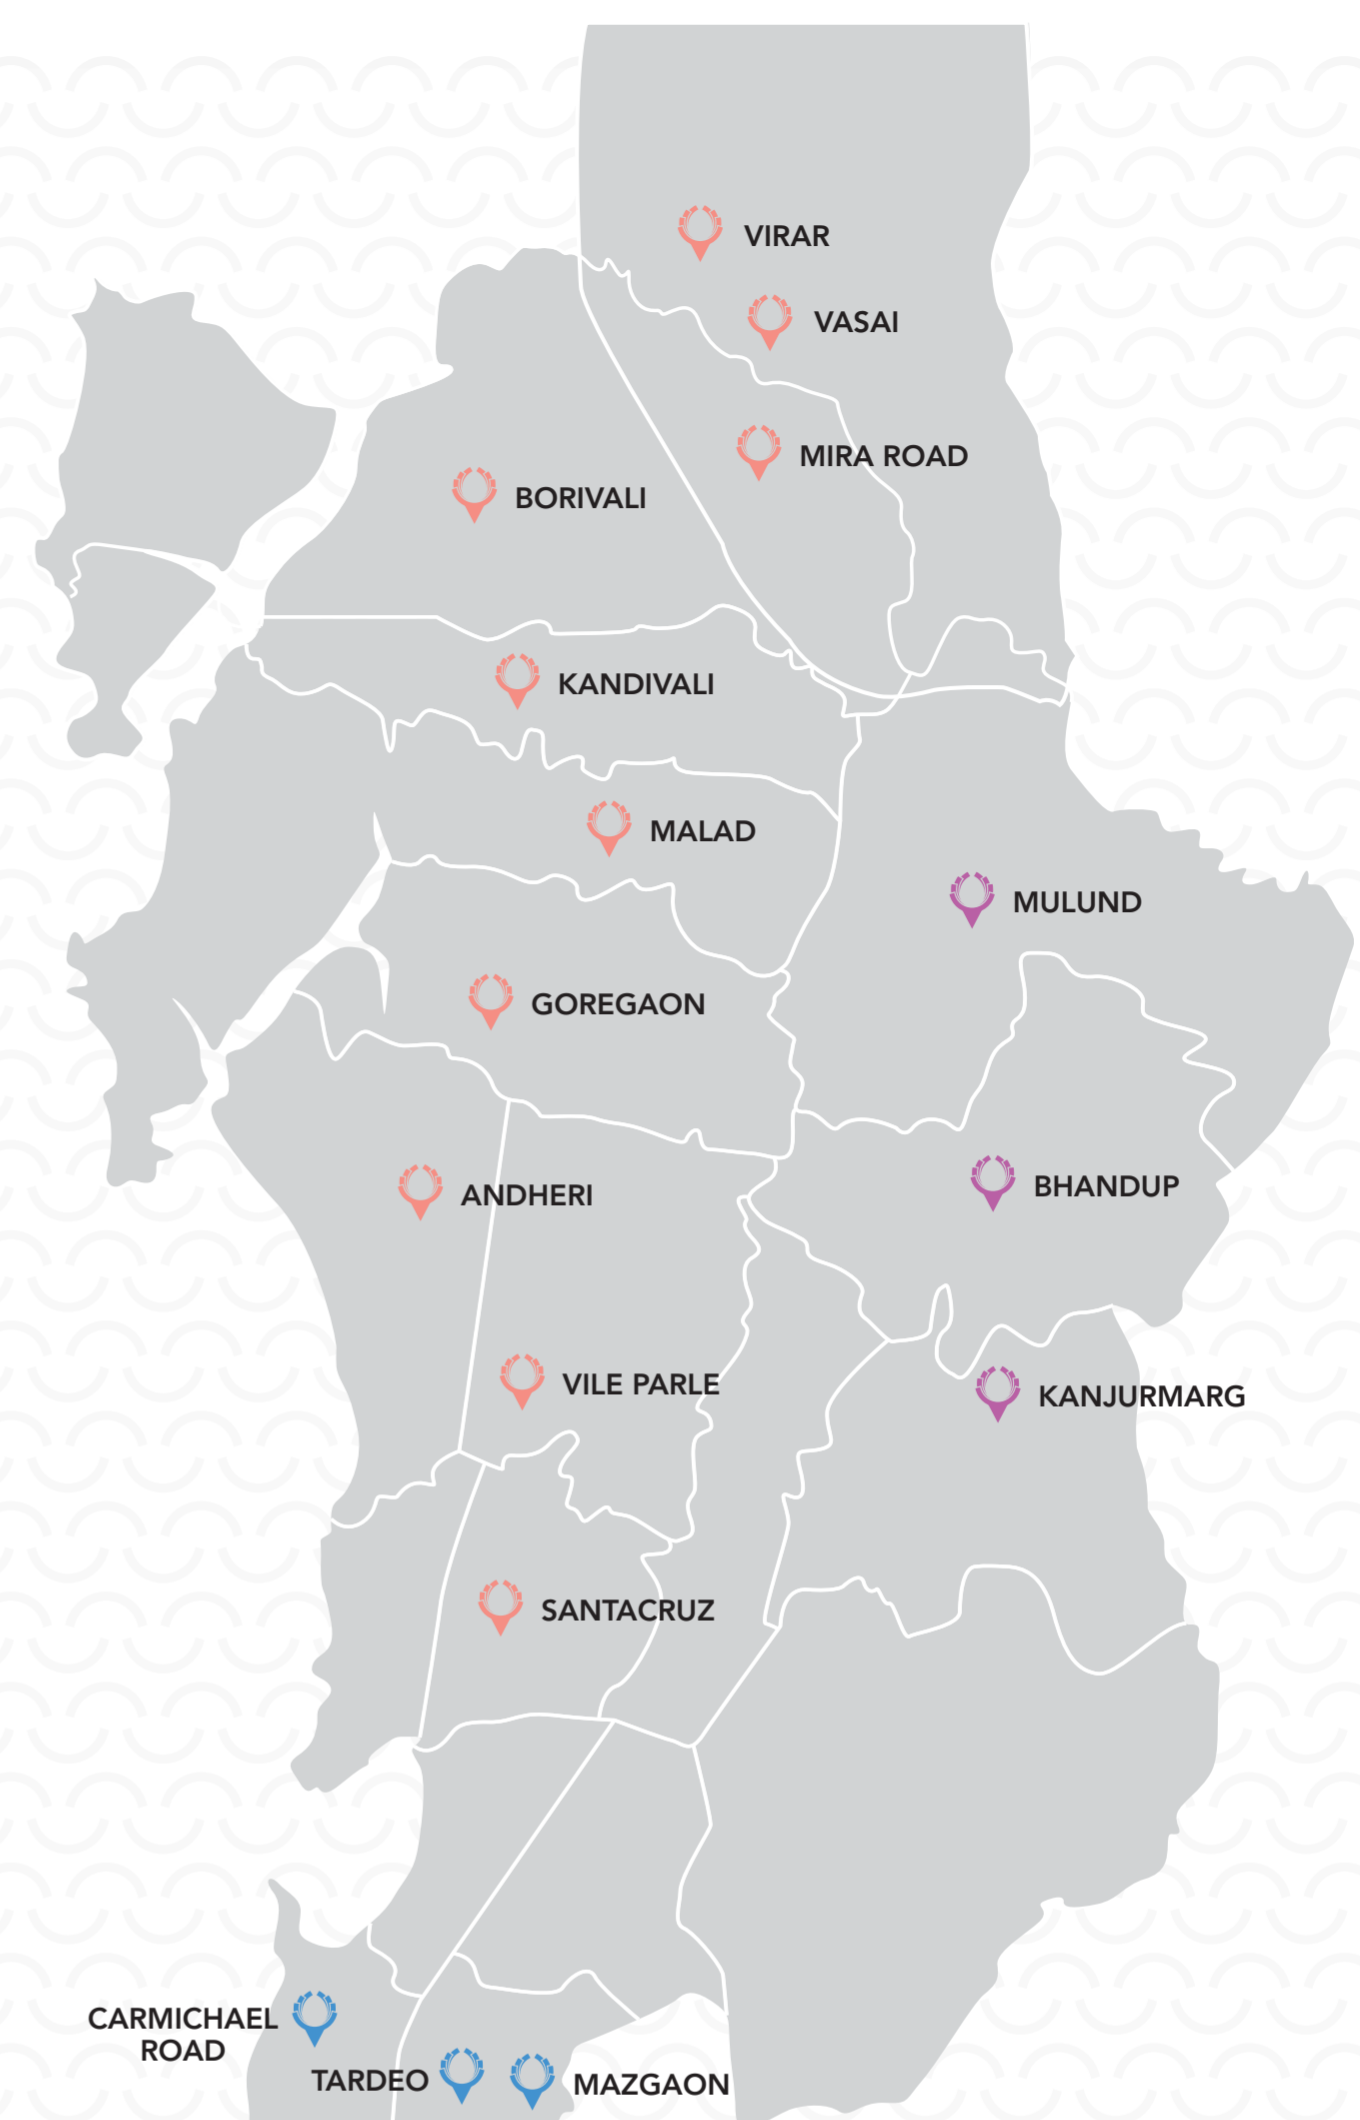 VIRAR
VASAI
MIRA ROAD
BORIVALI
KANDIVALI
MALAD
MULUND
GOREGAON
BHANDUP
ANDHERI
VILE PARLE
KANJURMARG
SANTACRUZ
CARMICHAEL
ROAD
TARDEO
MAZGAON